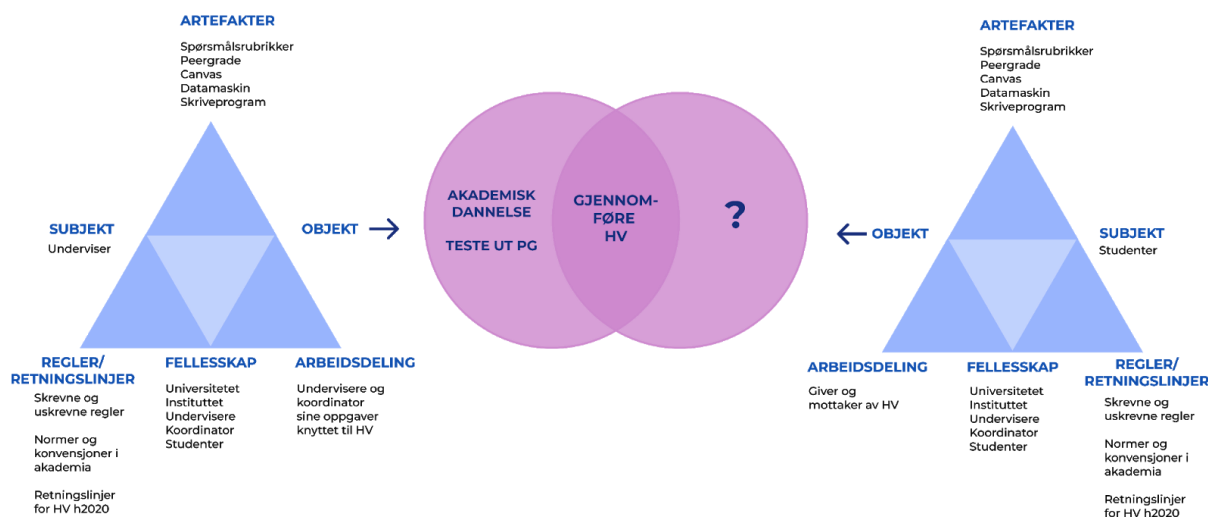 ARTEFAKTER
Spørsmålsrubrikker
Peergrade
Canvas
Datamaskin
Skriveprogram
SUBJEKT
Underviser
OBJEKT
REGLER/
RETNINGSLINJER
Skrevne og
uskrevne regler
Normer og
konvensjoner i
akademia
Retningslinjer
for HV h2020
FELLESSKAP
Universitetet
Instituttet
Undervisere
Koordinator
Studenter
ARBEIDSDELING
Undervisere og
koordinator
sine oppgaver
knyttet til HV
AKADEMISK
DANNELSE
TESTE UT PG
GJENNOM-
FØRE
HV
?
ARTEFAKTER
Spørsmålsrubrikker
Peergrade
Canvas
Datamaskin
Skriveprogram
OBJEKT
SUBJEKT
Studenter
ARBEIDSDELING
Giver og
mottaker av HV
FELLESSKAP
Universitetet
Instituttet
Undervisere
Koordinator
Studenter
REGLER/
RETNINGSLINJER
Skrevne og
uskrevne regler
Normer og
konvensjoner i
akademia
Retningslinjer
for HV h2020